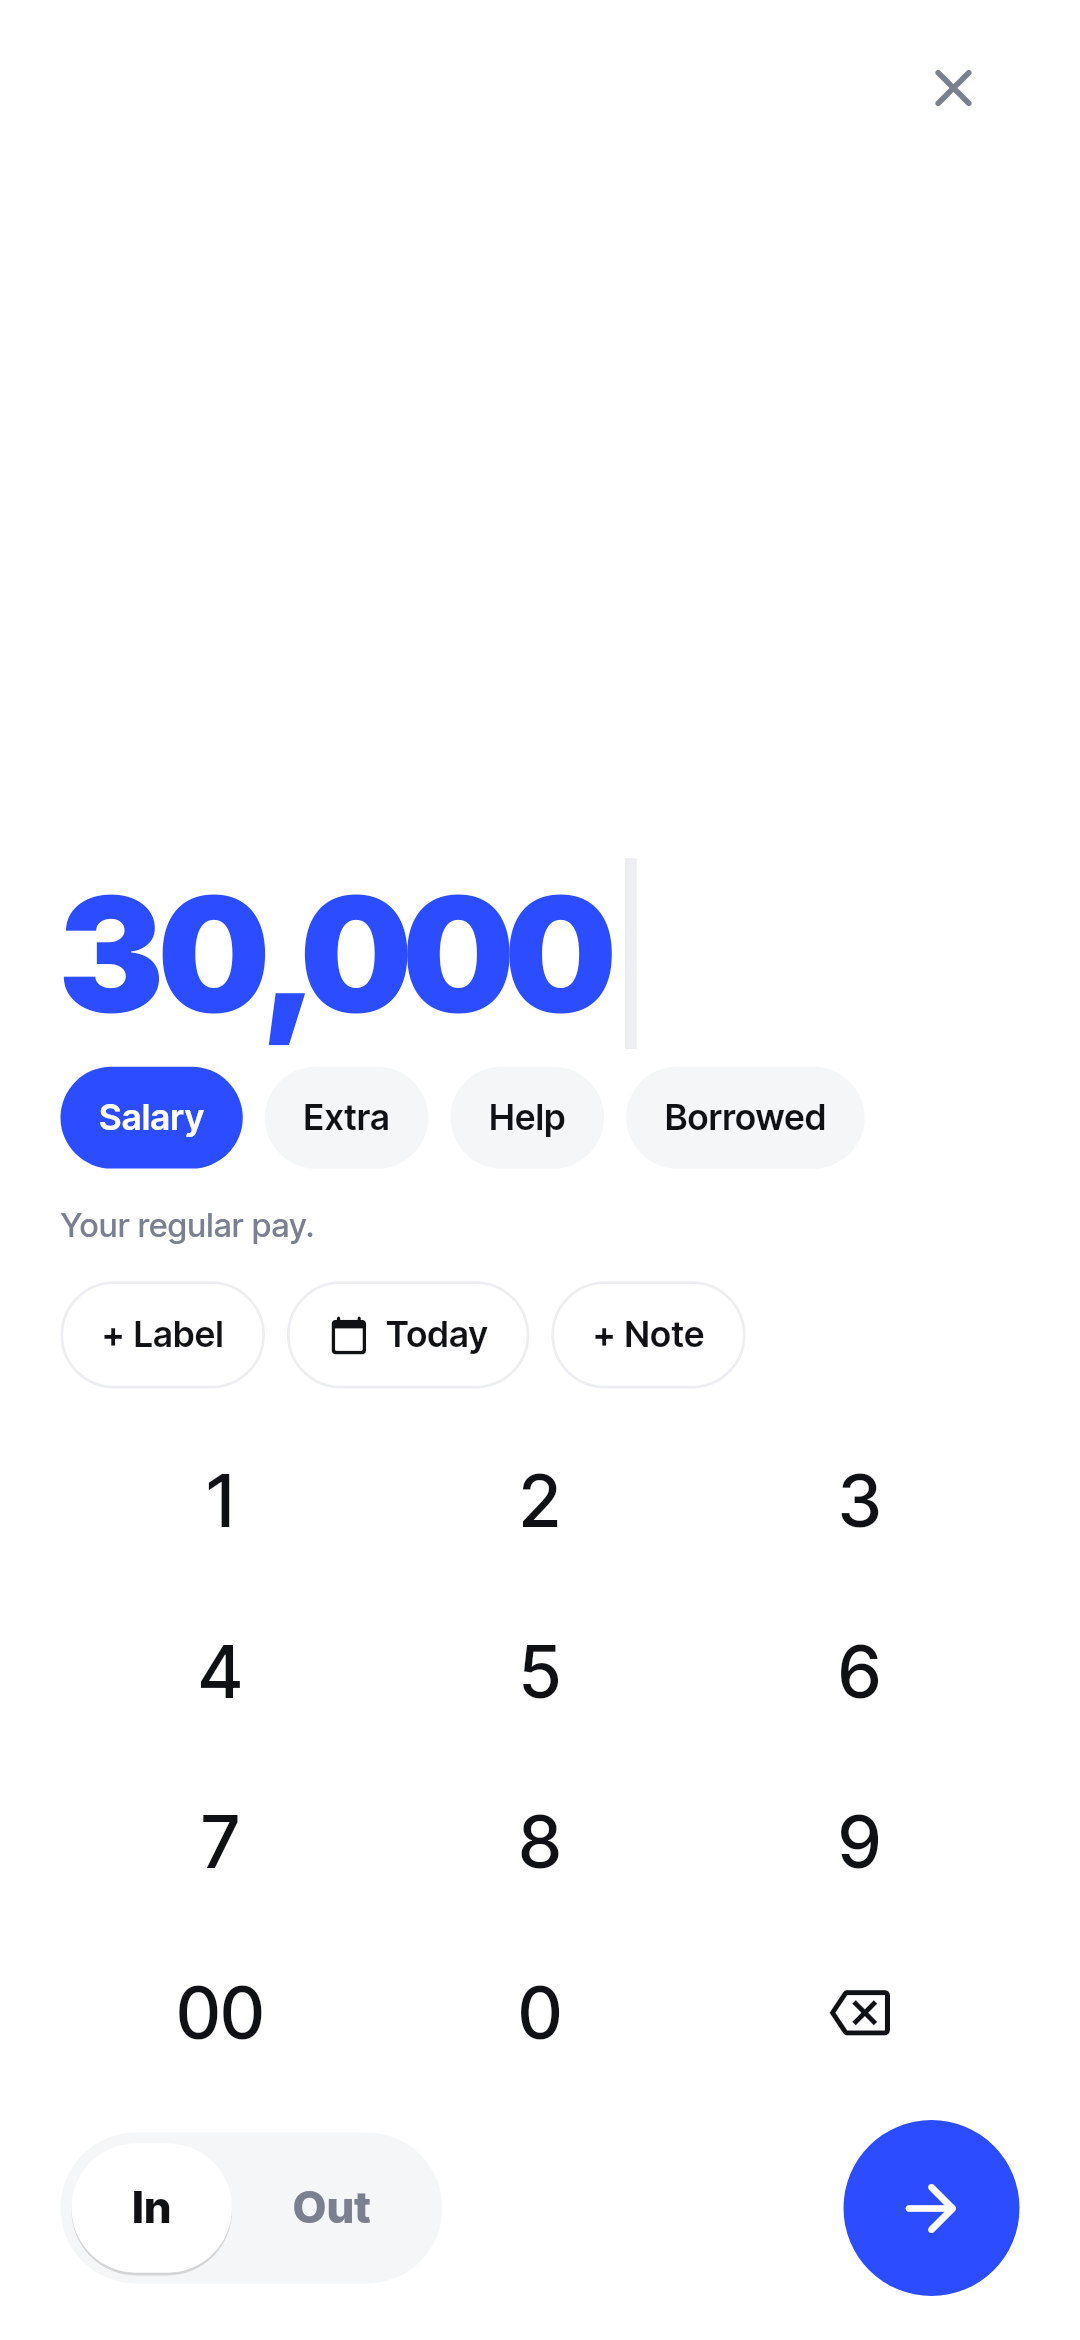 30,000
Salary Extra Help Borrowed
Your regular pay.
+ Label Today + Note
1 2 3
4 5 6
7 8 9
00 0
In Out